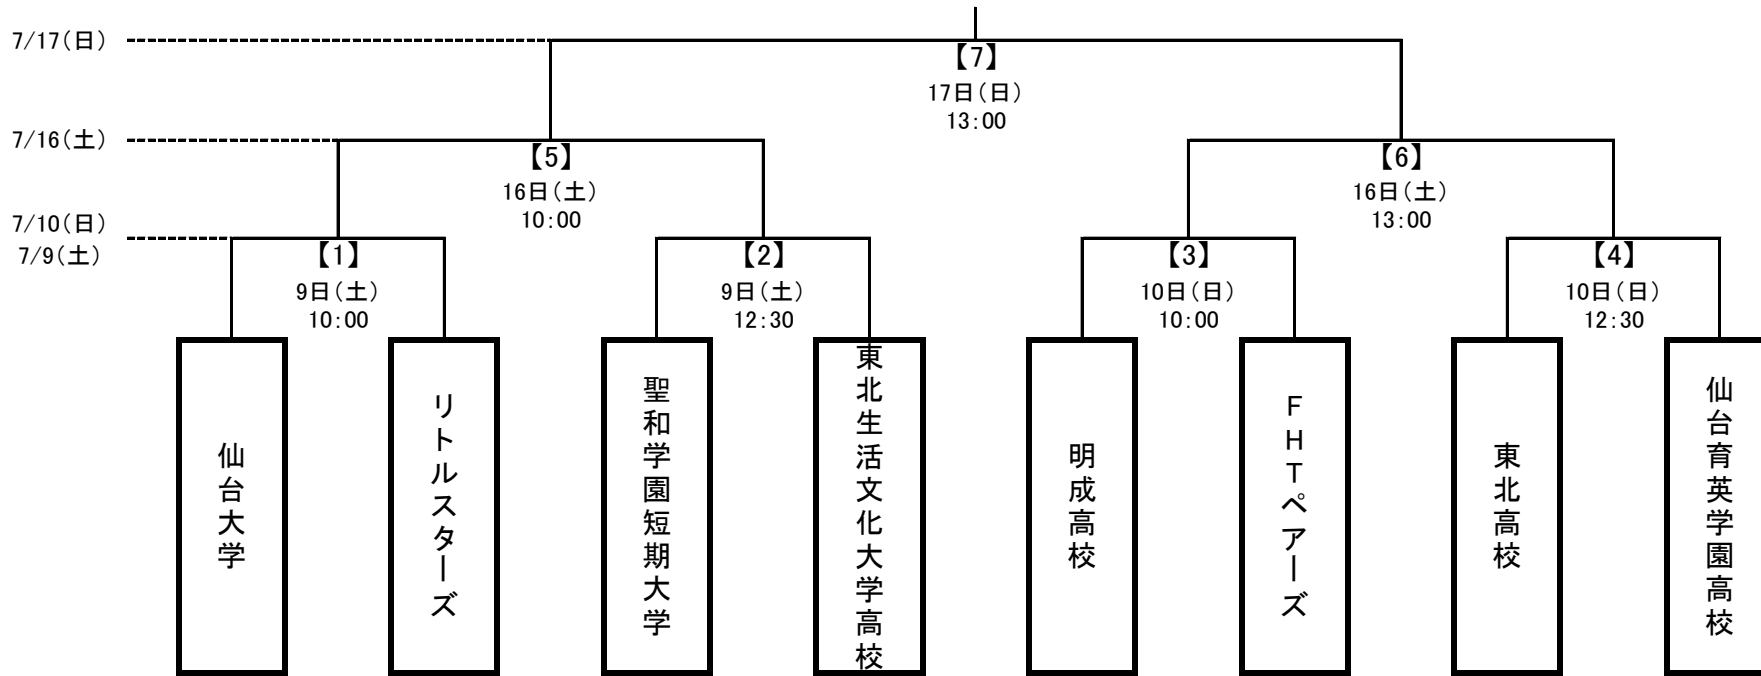 7/17(日)
【7】
17日(日)
13:00
7/16(土)
【5】
16日(土)
10:00
【6】
16日(土)
13:00
7/10(日)
7/9(土)
【1】
9日(土)
10:00
【2】
9日(土)
12:30
【3】
10日(日)
10:00
【4】
10日(日)
12:30
仙台大学
リトルスターズ
聖和学園短期大学
東北生活文化大学高校
明成高校
FHTペアーズ
東北高校
仙台育英学園高校